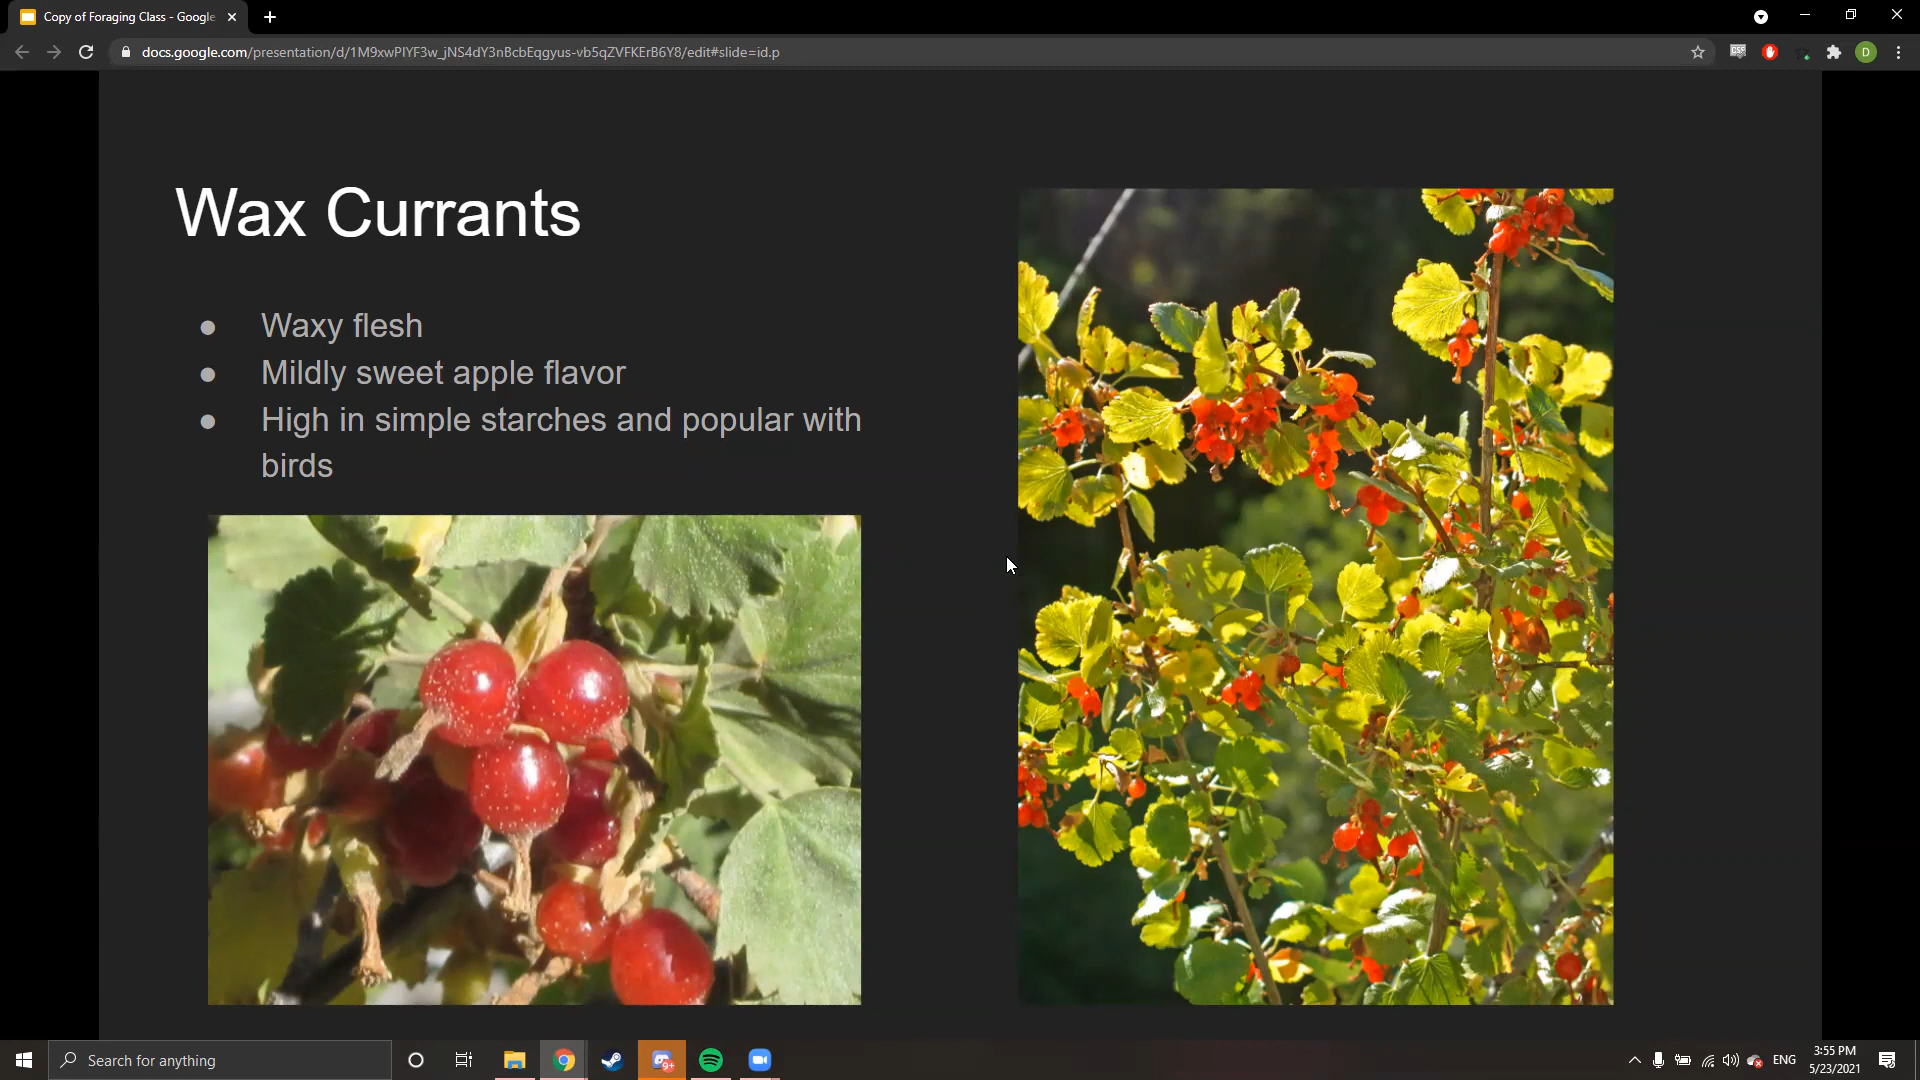 Copy of Foraging Class - Google
docs.google.com/presentation/d/1M9xwPIYF3w_jNS4dY3nBcbEqgyus-vb5qZVFKErB6Y8/edit#slide=id.p
CSP
D
Wax Currants
● Waxy flesh
● Mildly sweet apple flavor
● High in simple starches and popular with
birds
Search for anything
9+
ENG
3:55 PM
5/23/2021